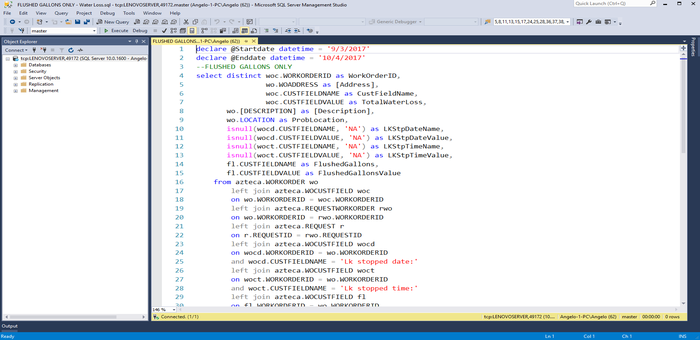 FLUSHED GALLONS ONLY - Water Loss.sql - tcp:LENOVOSERVER,49172.master (Angelo-1-PC\Angelo (62)) - Microsoft SQL Server Management Studio
Quick Launch (Ctrl+Q)
File Edit View Query Project Debug Tools Window Help
New Query
Generic Debugger
5,8,11,13,15,17,24,25,28,36,37,38,
master
Execute Debug
Object Explorer
Connect
tcp:LENOVOSERVER,49172 (SQL Server 10.0.1600 - Angelo
Databases
Security
Server Objects
Replication
Management
FLUSHED GALLONS...1-PC\Angelo (62))
Properties
1 declare @Startdate datetime = '9/3/2017'
2 declare @Enddate datetime = '10/4/2017'
3 --FLUSHED GALLONS ONLY
4 select distinct woc.WORKORDERID as WorkOrderID,
5 wo.WOADDRESS as [Address],
6 woc.CUSTFIELDNAME as CustFieldName,
7 woc.CUSTFIELDVALUE as TotalWaterLoss,
8 wo.[DESCRIPTION] as [Description],
9 wo.LOCATION as ProbLocation,
10 isnull(wocd.CUSTFIELDNAME, 'NA') as LKStpDateName,
11 isnull(wocd.CUSTFIELDVALUE, 'NA') as LKStpDateValue,
12 isnull(woct.CUSTFIELDNAME, 'NA') as LKStpTimeName,
13 isnull(woct.CUSTFIELDVALUE, 'NA') as LKStpTimeValue,
14 fl.CUSTFIELDNAME as FlushedGallons,
15 fl.CUSTFIELDVALUE as FlushedGallonsValue
16 from azteca.WORKORDER wo
17 left join azteca.WOCUSTFIELD woc
18 on wo.WORKORDERID = woc.WORKORDERID
19 left join azteca.REQUESTWORKORDER rwo
20 on wo.WORKORDERID = rwo.WORKORDERID
21 left join azteca.REQUEST r
22 on r.REQUESTID = rwo.REQUESTID
23 left join azteca.WOCUSTFIELD wocd
24 on wocd.WORKORDERID = wo.WORKORDERID
25 and wocd.CUSTFIELDNAME = 'Lk stopped date:'
26 left join azteca.WOCUSTFIELD woct
27 on woct.WORKORDERID = wo.WORKORDERID
28 and woct.CUSTFIELDNAME = 'Lk stopped time:'
29 left join azteca.WOCUSTFIELD fl
30 on fl.WORKORDERID = wo.WORKORDERID
146 %
Connected. (1/1)
tcp:LENOVOSERVER,49172 (10.... Angelo-1-PC\Angelo (62) master 00:00:00 0 rows
Output
Ready
Ln 1 Col 1 Ch 1 INS